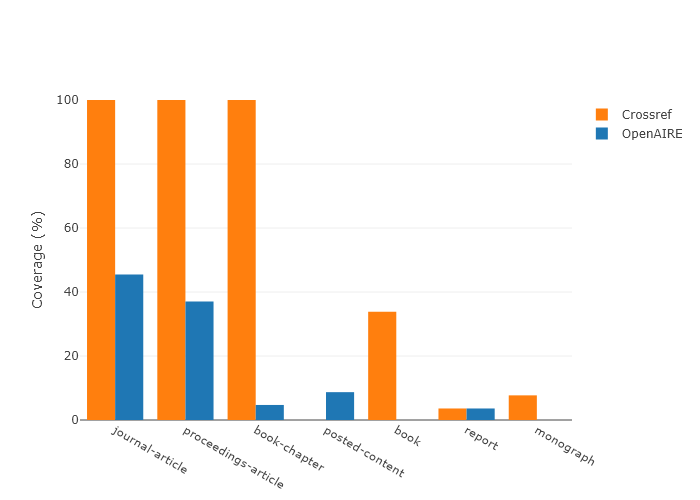 100
80
60
40
20
0
Coverage (%)
journal-article
proceedings-article
book-chapter
posted-content
book
report
monograph
Crossref
OpenAIRE